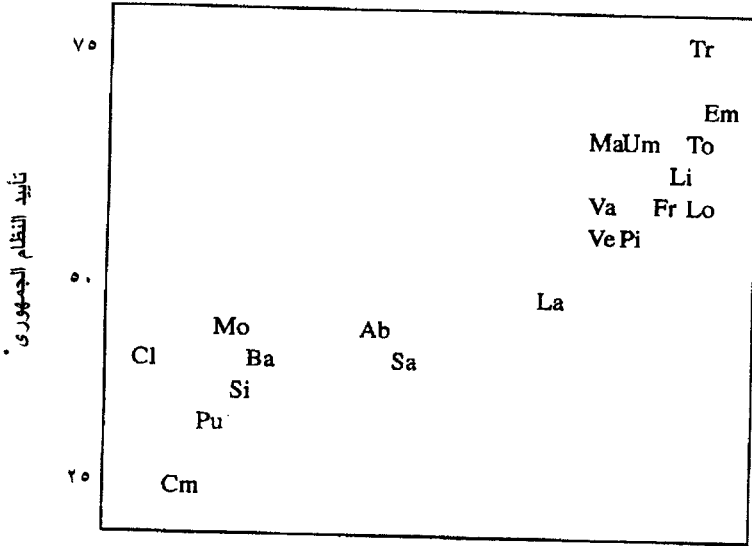 ٧٥
Tr
Em
MaUm To
Li
Va Fr Lo
Ve Pi
٥٠
La
Mo Ab
Cl Ba Sa
Si
Pu
٢٥
Cm
تأييد النظام الجمهورى*